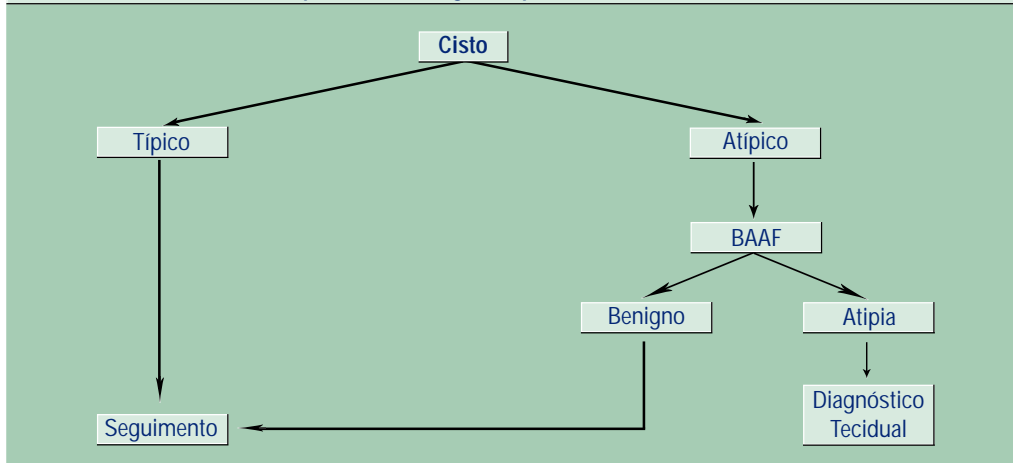 Cisto
Típico
Atípico
BAAF
Benigno
Atipia
Seguimento
Diagnóstico
Tecidual